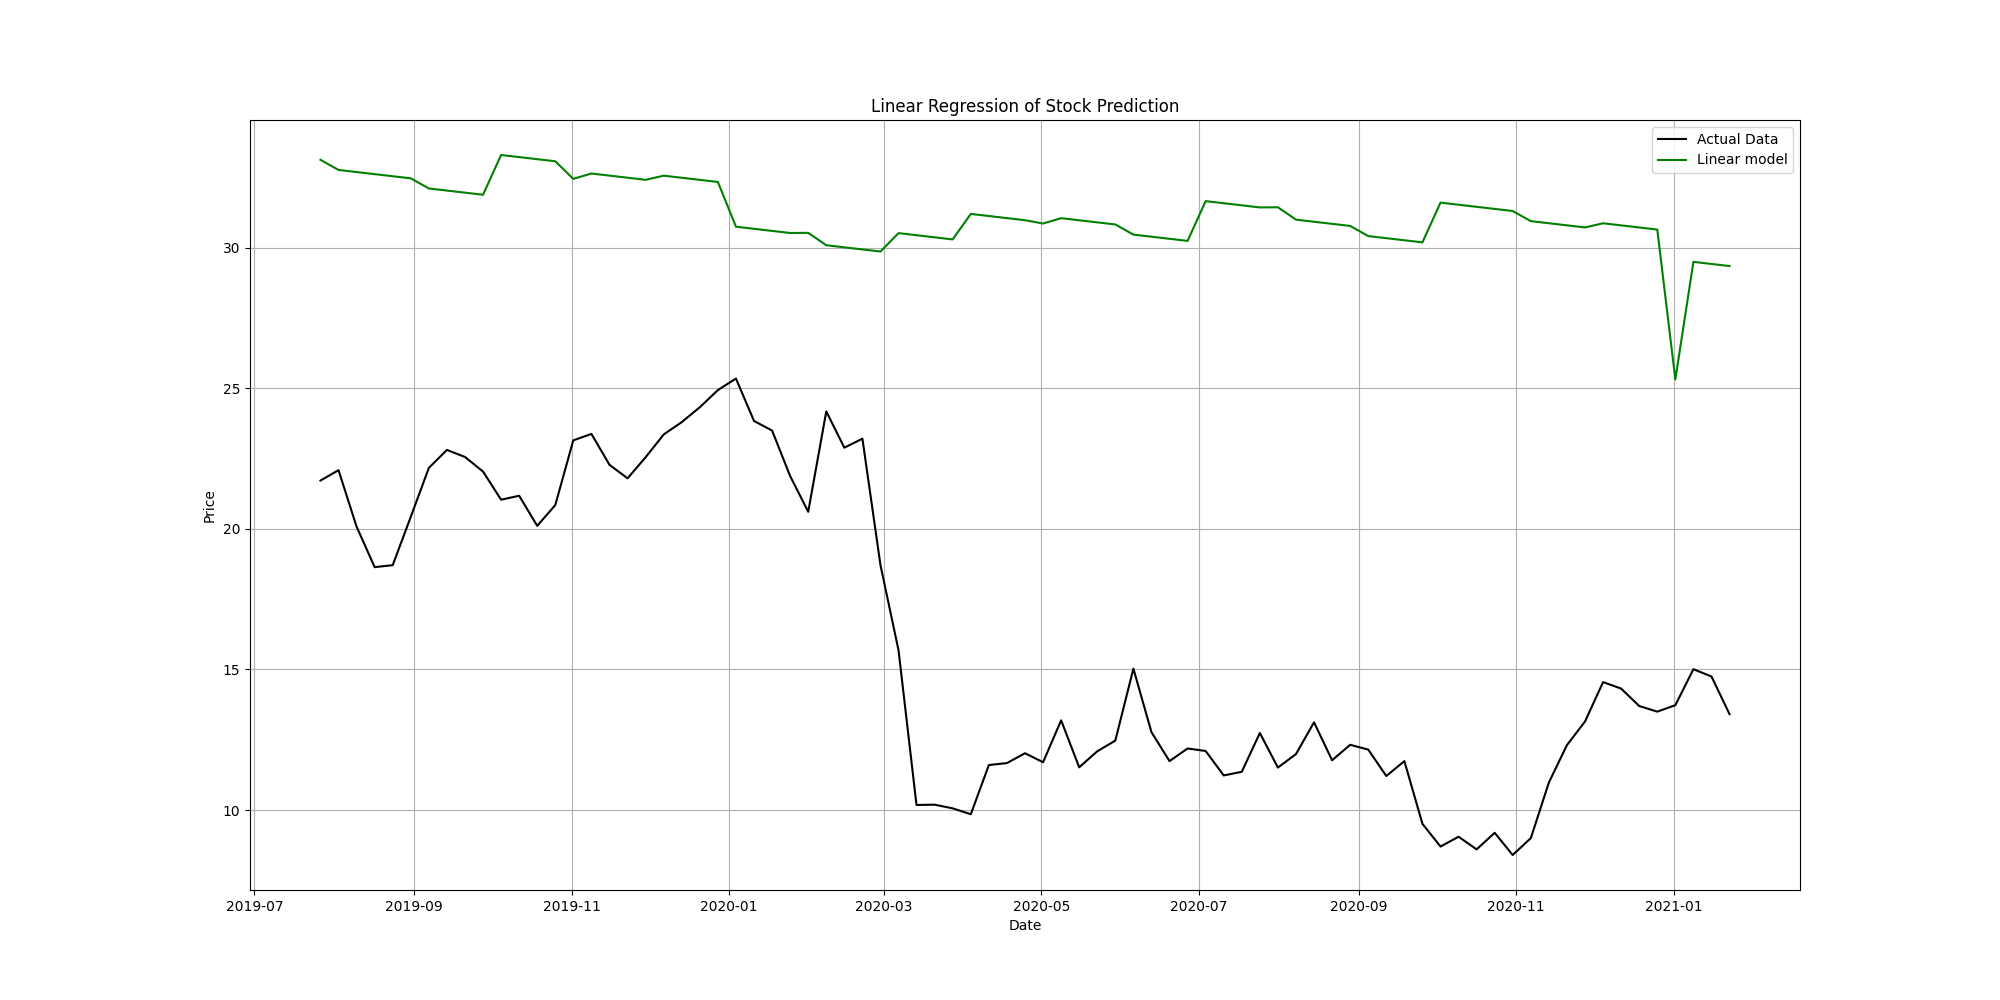 Linear Regression of Stock Prediction
Actual Data
Linear model
Price
30
25
20
15
10
2019-07 2019-09 2019-11 2020-01 2020-03 2020-05 2020-07 2020-09 2020-11 2021-01
Date